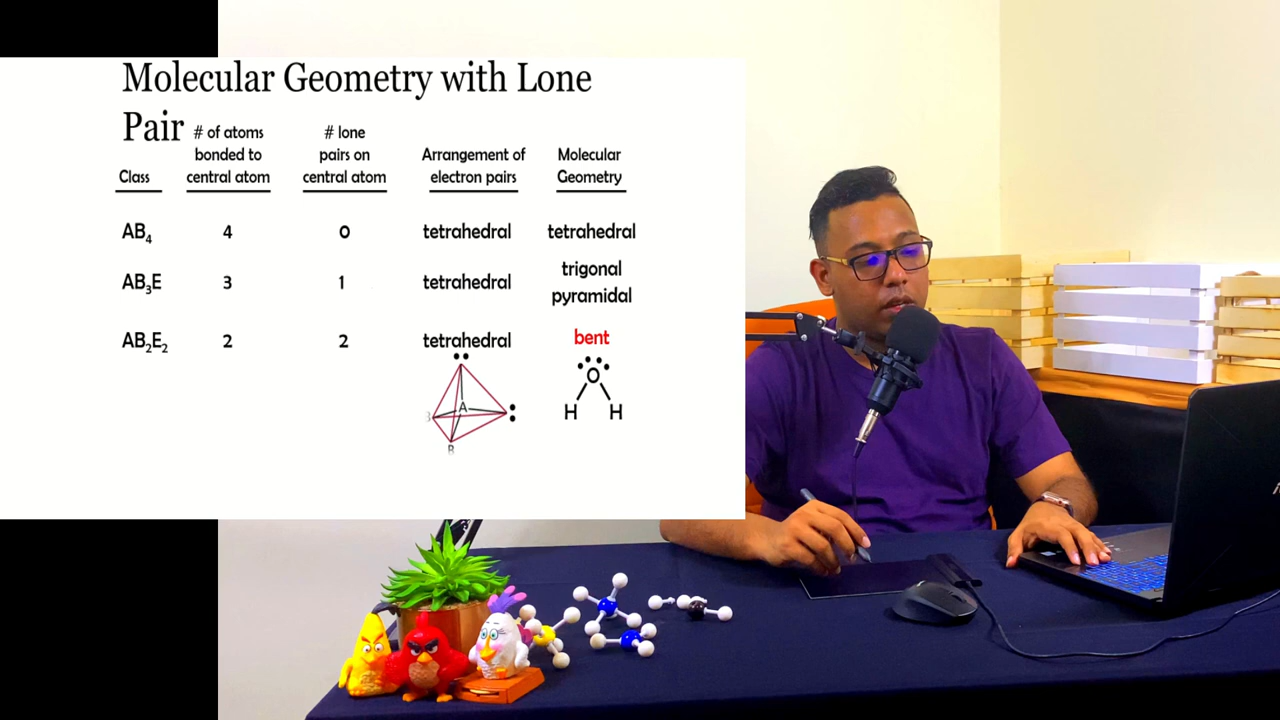 Molecular Geometry with Lone
Pair
# of atoms
bonded to
central atom
# lone
pairs on
central atom
Arrangement of
electron pairs
Molecular
Geometry
Class
AB4 4 0 tetrahedral tetrahedral
AB3E 3 1 tetrahedral trigonal
pyramidal
AB2E2 2 2 tetrahedral bent
A
B
O
H H